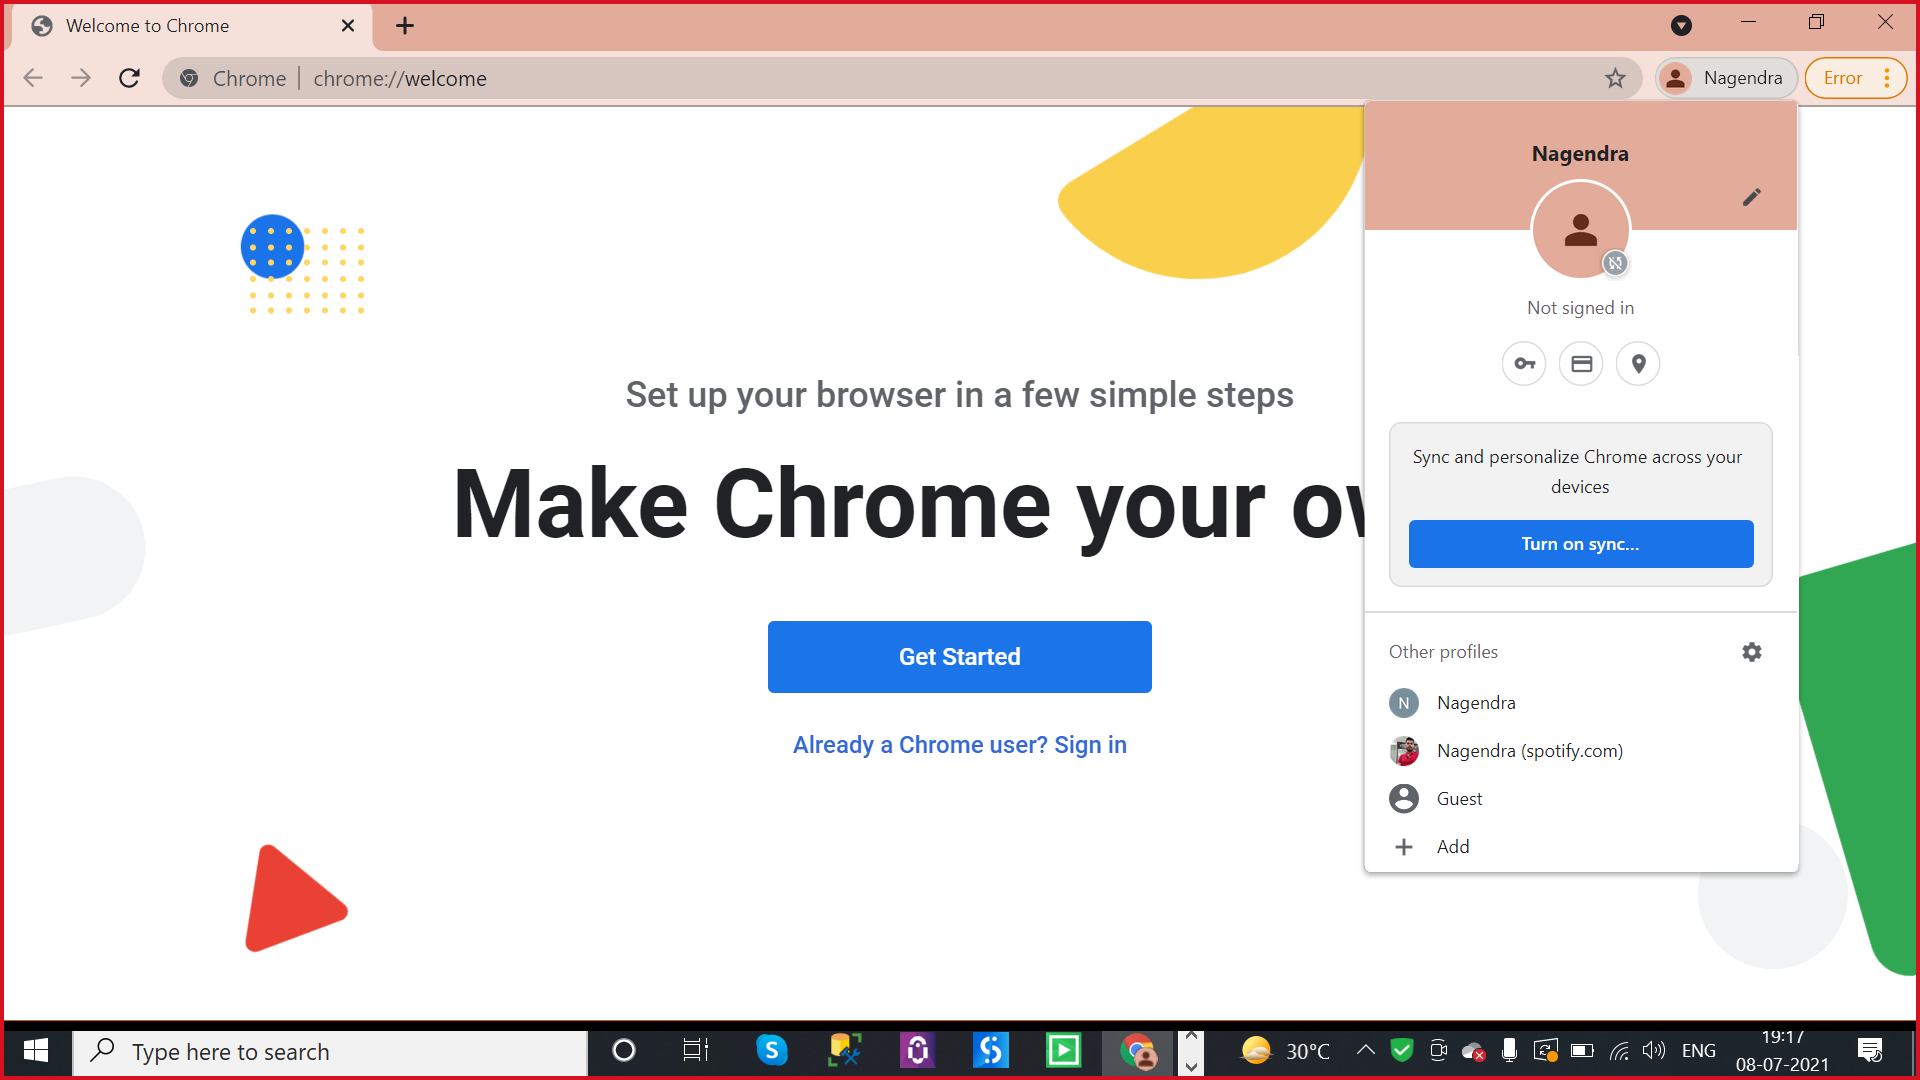 Welcome to Chrome
Chrome | chrome://welcome
Nagendra
Error
Nagendra
Not signed in
Set up your browser in a few simple steps
Make Chrome your ow
Get Started
Already a Chrome user? Sign in
Sync and personalize Chrome across your
devices
Turn on sync...
Other profiles
N
Nagendra
Nagendra (spotify.com)
Guest
Add
Type here to search
S
30°C
ENG
19:17
08-07-2021